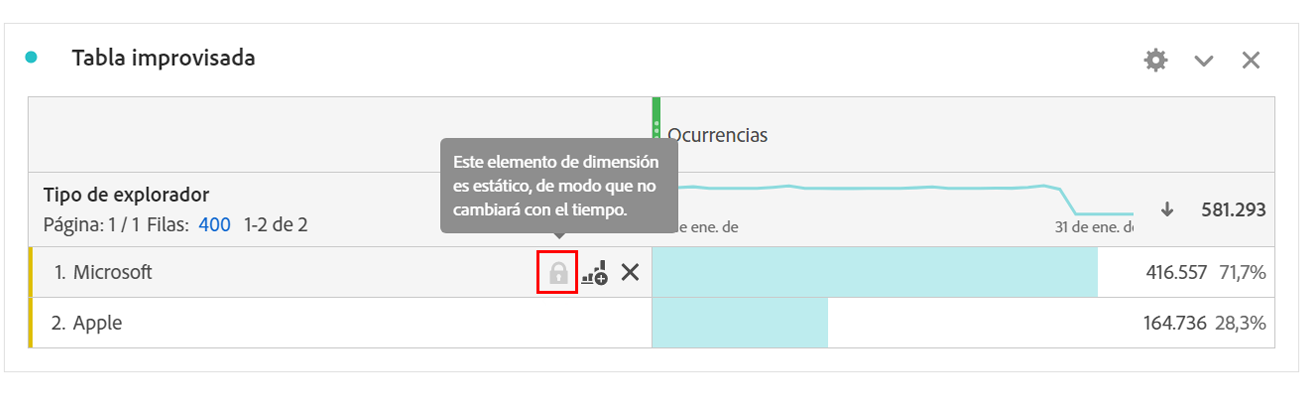 Tabla improvisada
Ocurrencias
Este elemento de dimensión
es estático, de modo que no
cambiará con el tiempo.
Tipo de explorador
Página: 1 / 1 Filas: 400 1-2 de 2
ene. de
31 de ene. de
581.293
1. Microsoft
416.557 71,7%
2. Apple
164.736 28,3%